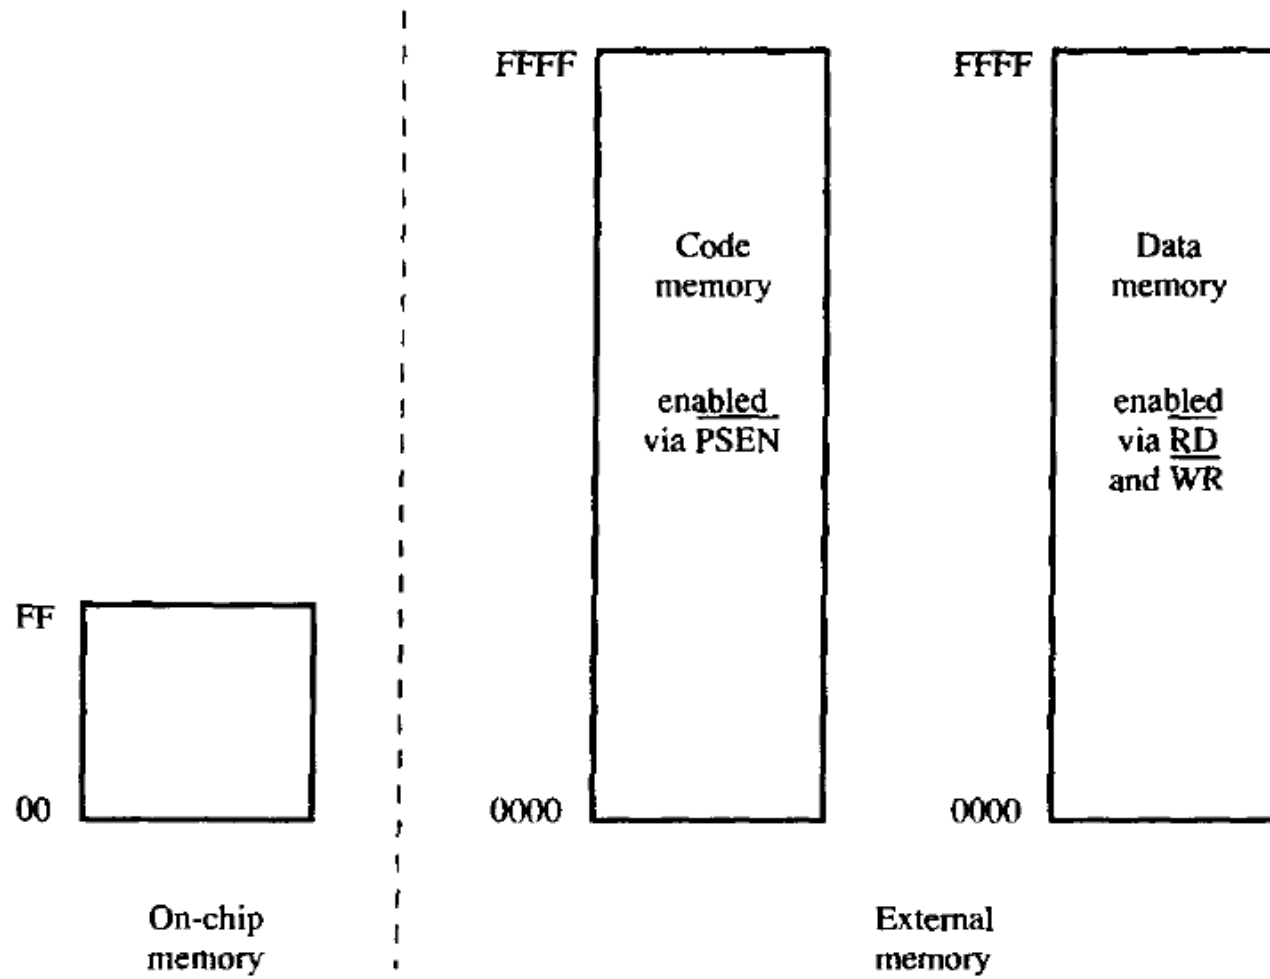 FFFF
Code
memory
enabled
via PSEN
0000
FFFF
Data
memory
enabled
via RD
and WR
0000
FF
00
On-chip
memory
External
memory